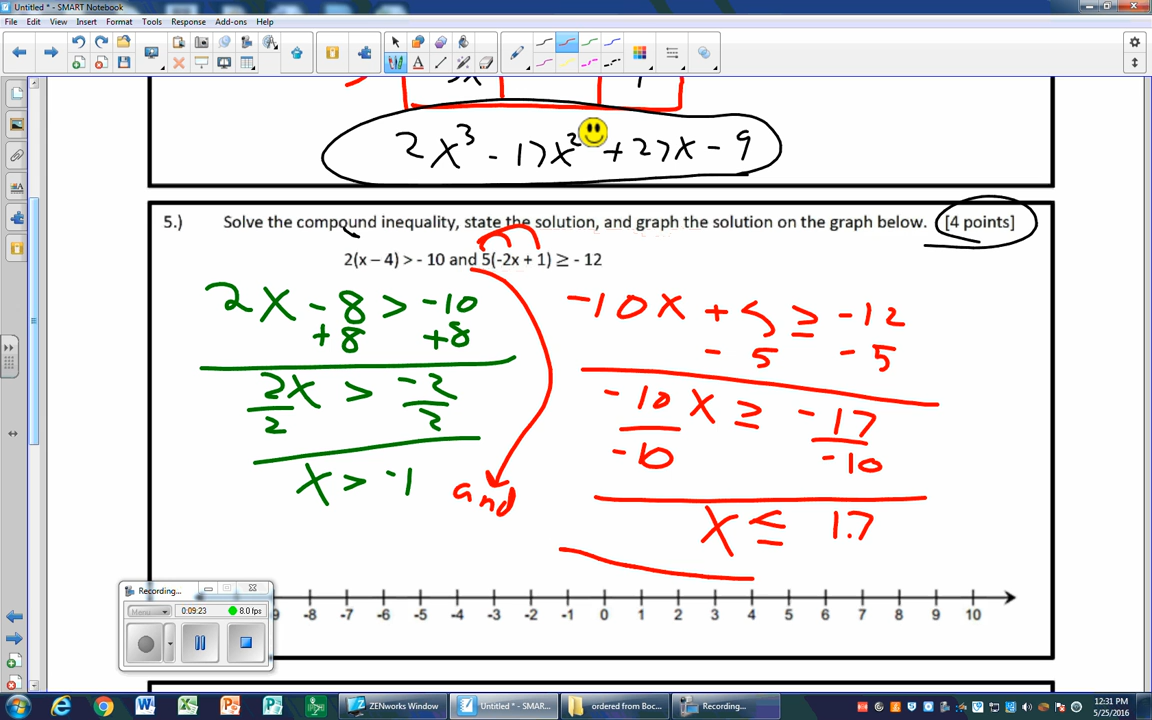 Untitled * - SMART Notebook
File Edit View Insert Format Tools Response Add-ons Help
2x³ - 17x² + 27x - 9
5.) Solve the compound inequality, state the solution, and graph the solution on the graph below. [4 points]
2(x – 4) > - 10 and 5(-2x + 1) ≥ - 12
2x - 8 > -10
+8 +8
2x > -2
2 2
x > -1
and
-10x + 5 ≥ -12
- 5 - 5
-10x ≥ -17
-10 -10
x ≤ 1.7
Recording...
Menu
0:09:23 8.0 fps
9 -8 -7 -6 -5 -4 -3 -2 -1 0 1 2 3 4 5 6 7 8 9 10
ZENworks Window
Untitled * - SMAR...
ordered from Boc...
Recording...
12:31 PM
5/25/2016